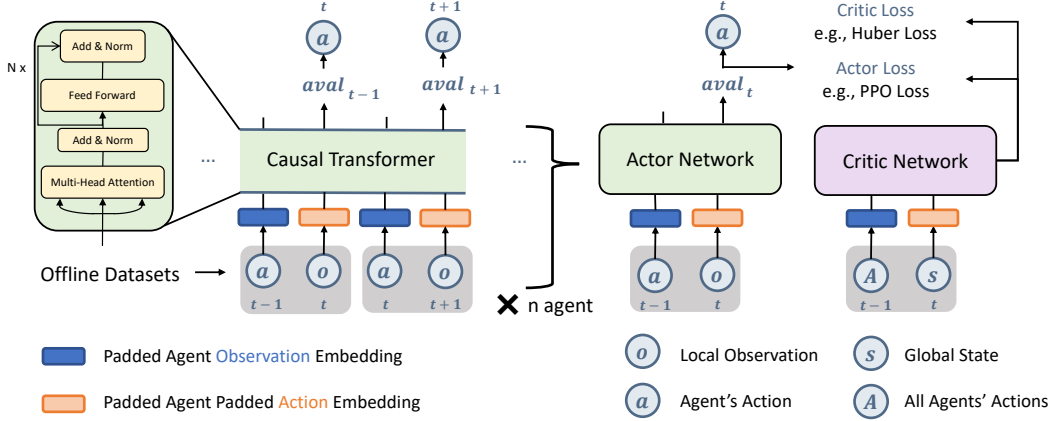 N x
Add & Norm
Feed Forward
Add & Norm
Multi-Head Attention
t
a
aval t−1
t + 1
a
aval t+1
...
Causal Transformer
...
Offline Datasets
a
t − 1
o
t
a
t
o
t+1
× n agent
t
a
aval t
Critic Loss
e.g., Huber Loss
Actor Loss
e.g., PPO Loss
Actor Network
Critic Network
a
t − 1
o
t
A
t − 1
s
t
Padded Agent Observation Embedding
Padded Agent Padded Action Embedding
o Local Observation
a Agent's Action
s Global State
A All Agents' Actions